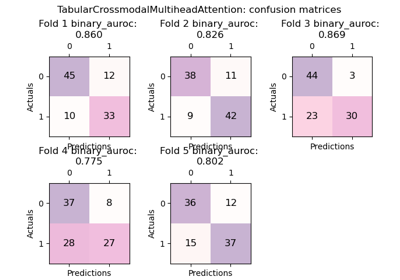 TabularCrossmodalMultiheadAttention: confusion matrices
Fold 1 binary_auroc:
0.860
0 1
Actuals
0 45 12
1 10 33
Predictions
Fold 2 binary_auroc:
0.826
0 1
Actuals
0 38 11
1 9 42
Predictions
Fold 3 binary_auroc:
0.869
0 1
Actuals
0 44 3
1 23 30
Predictions
Fold 4 binary_auroc:
0.775
0 1
Actuals
0 37 8
1 28 27
Predictions
Fold 5 binary_auroc:
0.802
0 1
Actuals
0 36 12
1 15 37
Predictions